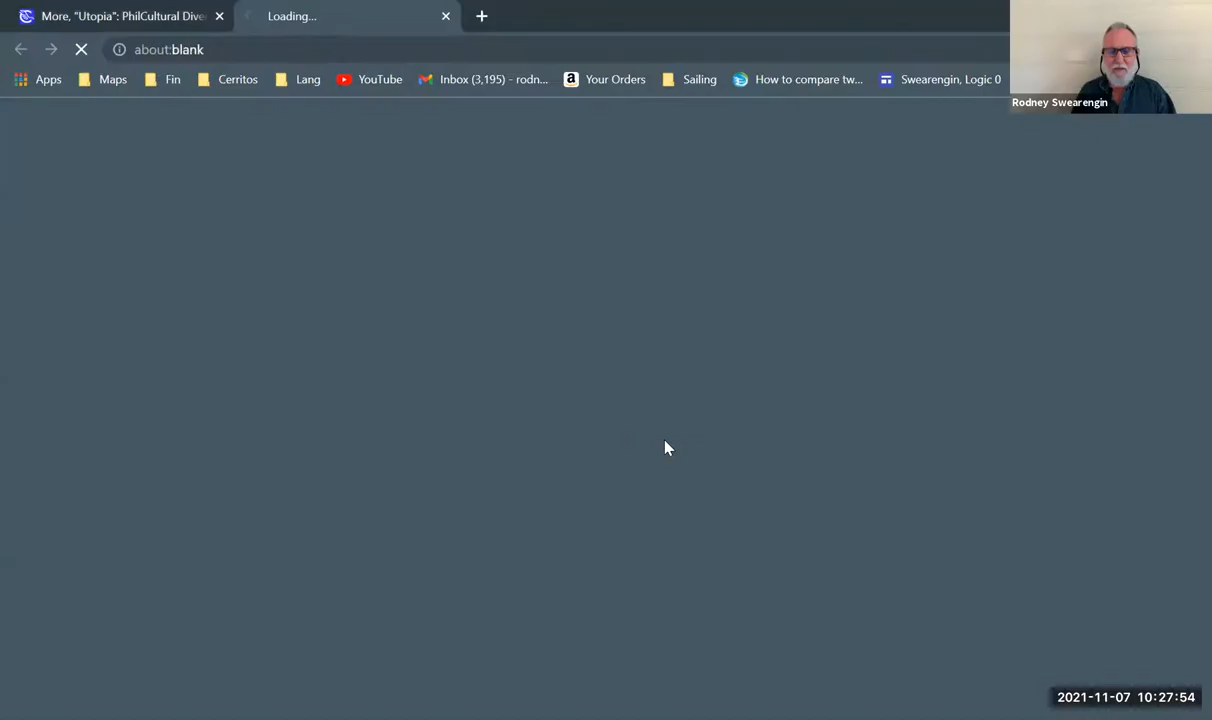 More, “Utopia”: PhilCultural Dive
Loading...
about:blank
Apps Maps Fin Cerritos Lang YouTube Inbox (3,195) - rodn... Your Orders Sailing How to compare tw... Swearengin, Logic 0
Rodney Swearengin
2021-11-07 10:27:54